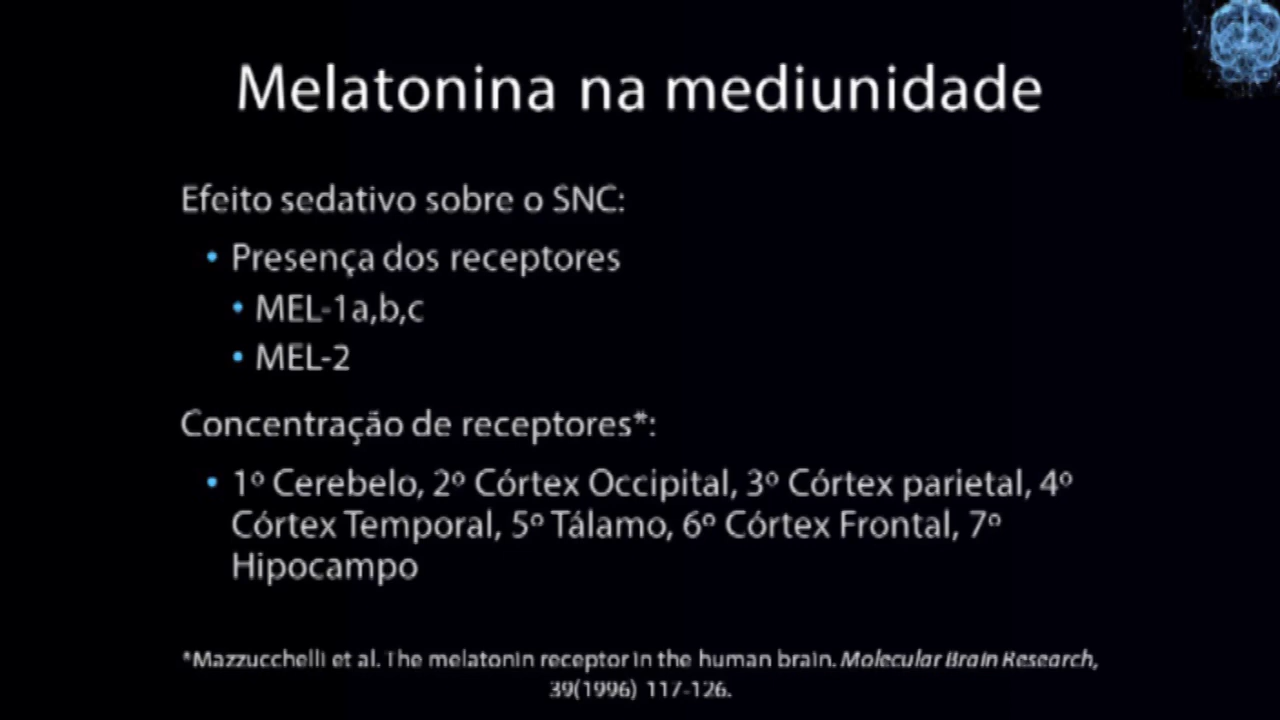 Melatonina na mediunidade
Efeito sedativo sobre o SNC:
• Presença dos receptores
• MEL-1a,b,c
• MEL-2
Concentração de receptores*:
• 1º Cerebelo, 2º Córtex Occipital, 3º Córtex parietal, 4º
Córtex Temporal, 5º Tálamo, 6º Córtex Frontal, 7º
Hipocampo
*Mazzucchelli et al. The melatonin receptor in the human brain. Molecular Brain Research,
39(1996) 117-126.